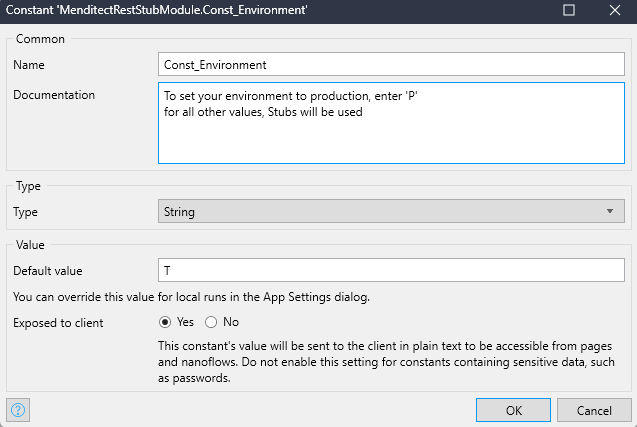 Constant 'MenditectRestStubModule.Const_Environment'
Common
Name
Const_Environment
Documentation
To set your environment to production, enter 'P'
for all other values, Stubs will be used
Type
Type
String
Value
Default value
T
You can override this value for local runs in the App Settings dialog.
Exposed to client
Yes
No
This constant's value will be sent to the client in plain text to be accessible from pages
and nanoflows. Do not enable this setting for constants containing sensitive data, such
as passwords.
?
OK
Cancel